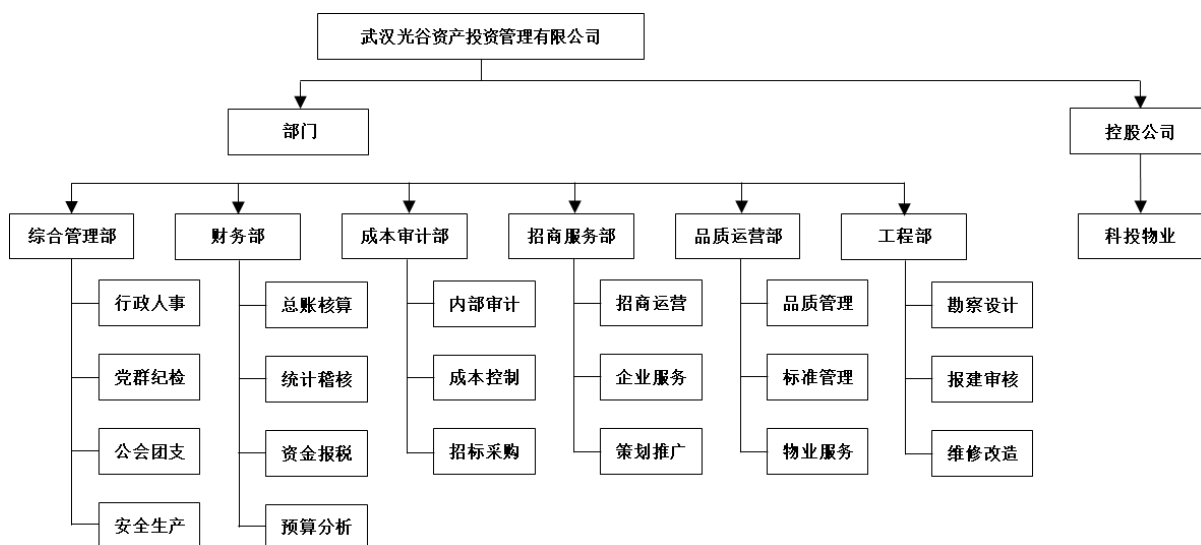 武汉光谷资产投资管理有限公司
部门
控股公司
综合管理部
财务部
成本审计部
招商服务部
品质运营部
工程部
科投物业
行政人事
总账核算
内部审计
招商运营
品质管理
勘察设计
党群纪检
统计稽核
成本控制
企业服务
标准管理
报建审核
公会团支
资金报税
招标采购
策划推广
物业服务
维修改造
安全生产
预算分析